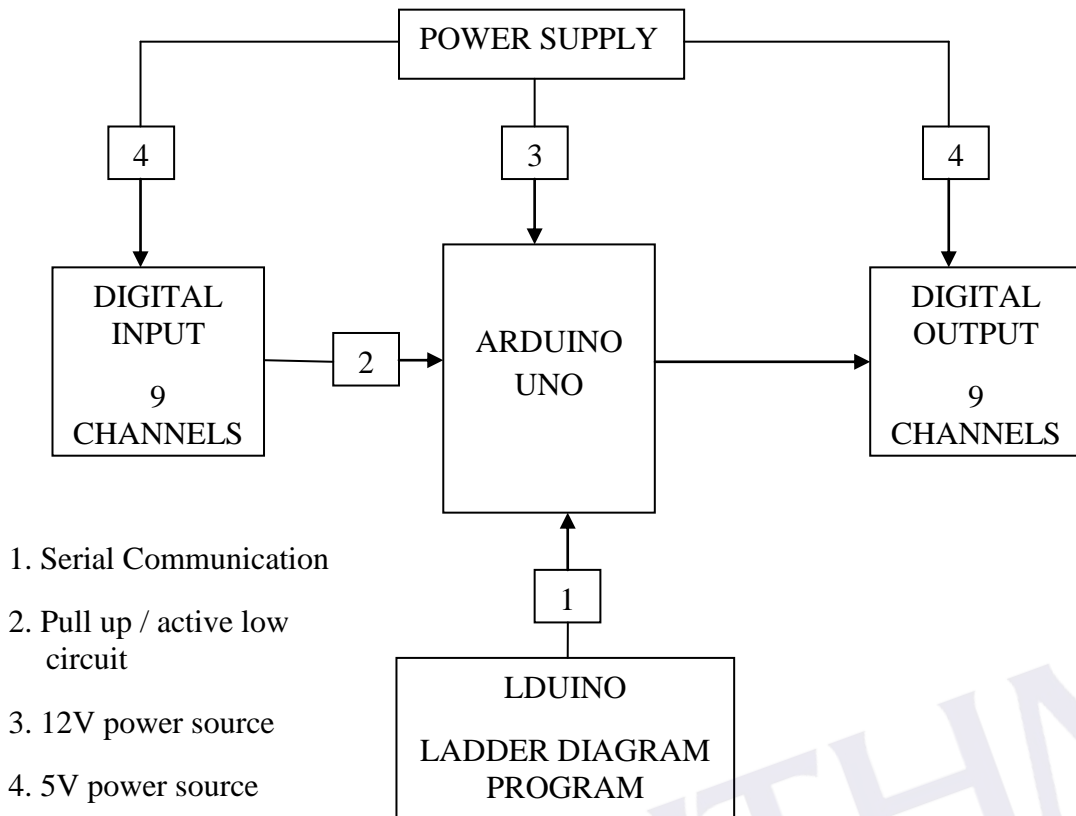 POWER SUPPLY
4
3
4
DIGITAL
INPUT
9
CHANNELS
2
ARDUINO
UNO
DIGITAL
OUTPUT
9
CHANNELS
1. Serial Communication
2. Pull up / active low
circuit
3. 12V power source
4. 5V power source
1
LDUINO
LADDER DIAGRAM
PROGRAM